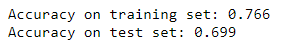 Accuracy on training set: 0.766
Accuracy on test set: 0.699